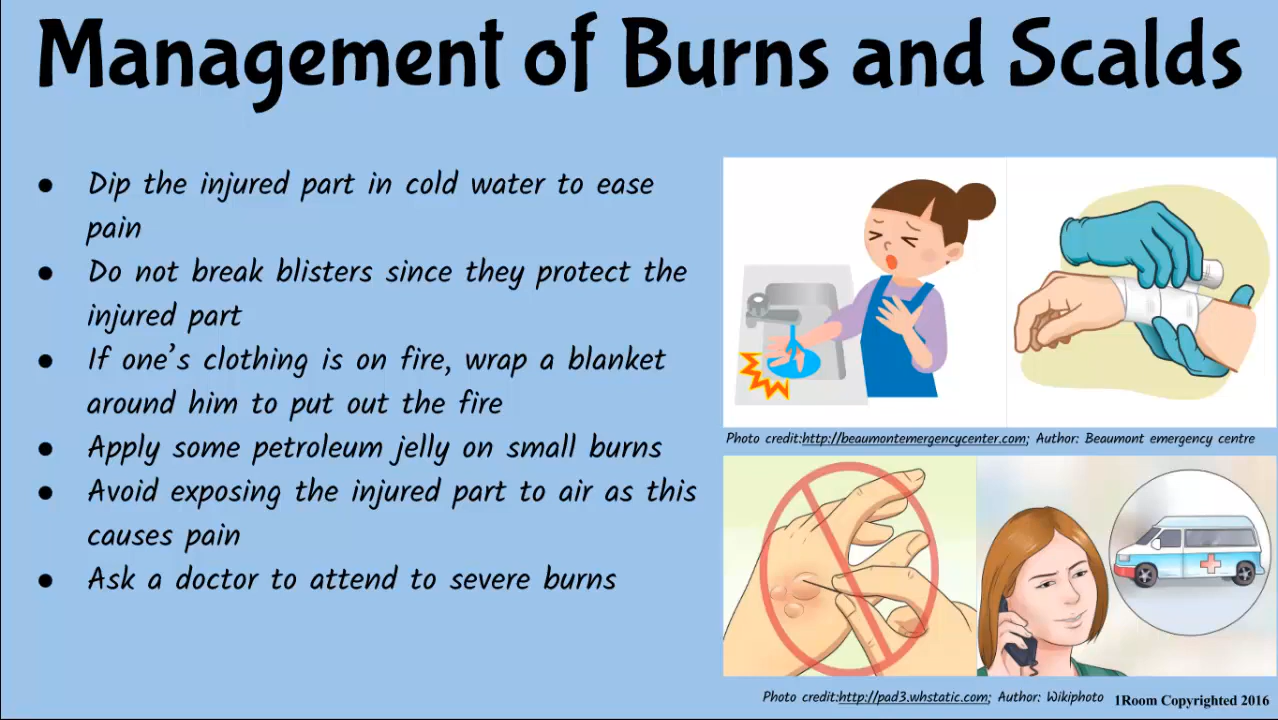 Management of Burns and Scalds
● Dip the injured part in cold water to ease
pain
● Do not break blisters since they protect the
injured part
● If one's clothing is on fire, wrap a blanket
around him to put out the fire
● Apply some petroleum jelly on small burns
● Avoid exposing the injured part to air as this
causes pain
● Ask a doctor to attend to severe burns
Photo credit:http://beaumontemergencycenter.com; Author: Beaumont emergency centre
Photo credit:http://pad3.whstatic.com; Author: Wikiphoto
1Room Copyrighted 2016